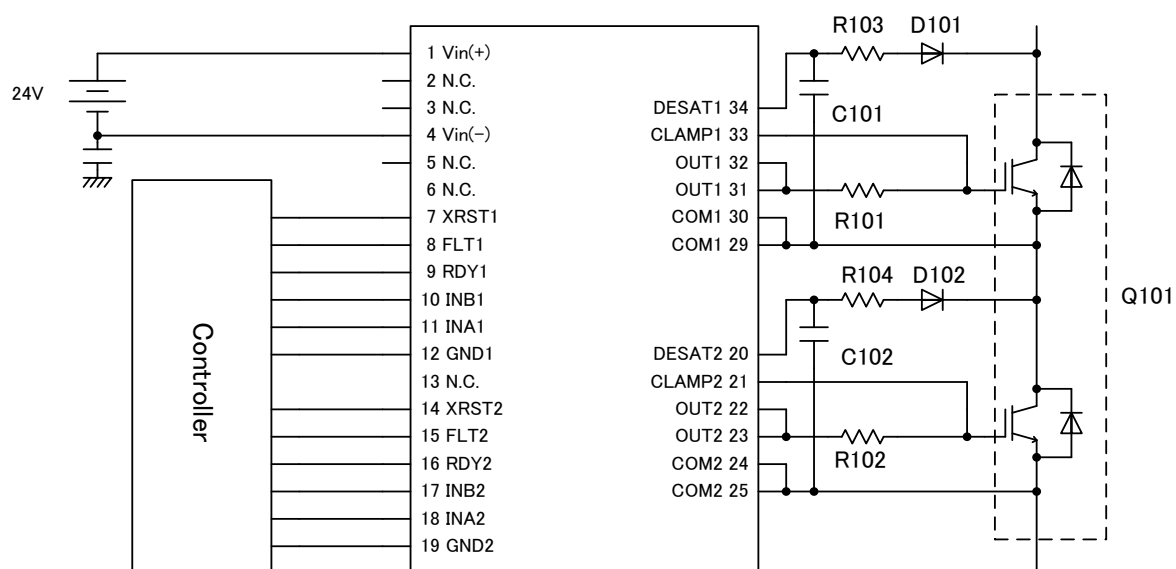 24V
Controller
1 Vin(+)
2 N.C.
3 N.C.
4 Vin(-)
5 N.C.
6 N.C.
7 XRST1
8 FLT1
9 RDY1
10 INB1
11 INA1
12 GND1
13 N.C.
14 XRST2
15 FLT2
16 RDY2
17 INB2
18 INA2
19 GND2
DESAT1 34
CLAMP1 33
OUT1 32
OUT1 31
COM1 30
COM1 29
DESAT2 20
CLAMP2 21
OUT2 22
OUT2 23
COM2 24
COM2 25
R103 D101
C101
R101
R104 D102
C102
R102
Q101